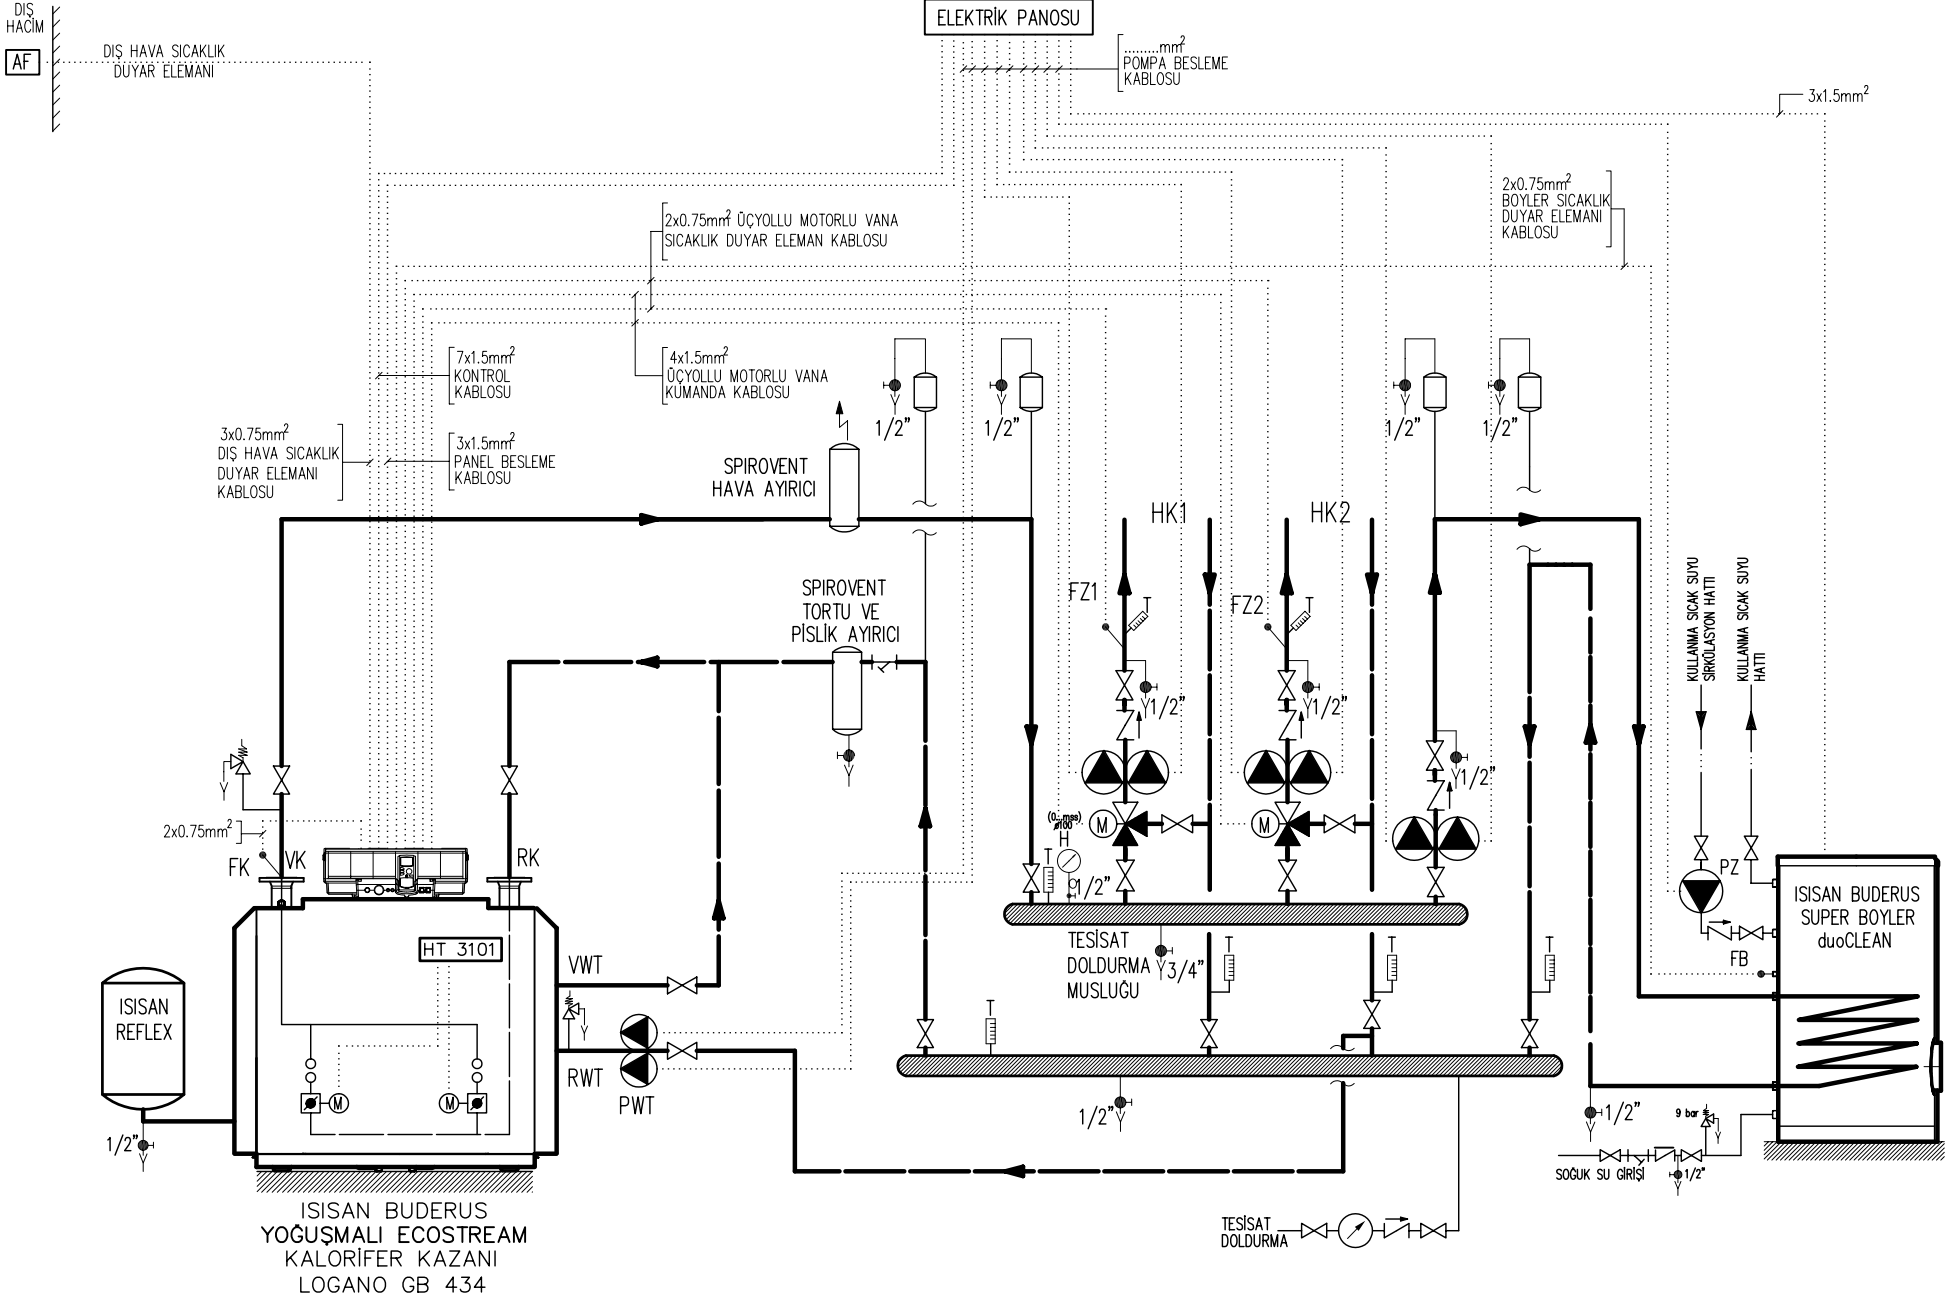 DIŞ
HACİM
AF
DIŞ HAVA SICAKLIK
DUYAR ELEMANI
ELEKTRİK PANOSU
.........mm²
POMPA BESLEME
KABLOSU
3x1.5mm²
2x0.75mm²
BOYLER SICAKLIK
DUYAR ELEMANI
KABLOSU
2x0.75mm² ÜÇYOLLU MOTORLU VANA
SICAKLIK DUYAR ELEMAN KABLOSU
7x1.5mm²
KONTROL
KABLOSU
4x1.5mm²
ÜÇYOLLU MOTORLU VANA
KUMANDA KABLOSU
3x0.75mm²
DIŞ HAVA SICAKLIK
DUYAR ELEMANI
KABLOSU
3x1.5mm²
PANEL BESLEME
KABLOSU
1/2”
1/2”
1/2”
1/2”
SPIROVENT
HAVA AYIRICI
HK1
HK2
SPIROVENT
TORTU VE
PİSLİK AYIRICI
FZ1
T
FZ2
T
KULLANMA SICAK SUYU
SİRKÜLASYON HATTI
KULLANMA SICAK SUYU
HATTI
1/2”
1/2”
1/2”
2x0.75mm²
FK
VK
RK
(0...mss)
ø100
H
T
M
M
1/2”
PZ
ISISAN BUDERUS
SUPER BOYLER
duoCLEAN
FB
HT 3101
VWT
TESİSAT
DOLDURMA
MUSLUĞU
3/4”
T
T
T
T
ISISAN
REFLEX
RWT
PWT
M
M
1/2”
1/2”
1/2”
9 bar
SOĞUK SU GİRİŞİ
1/2”
ISISAN BUDERUS
YOĞUŞMALI ECOSTREAM
KALORİFER KAZANI
LOGANO GB 434
TESİSAT
DOLDURMA